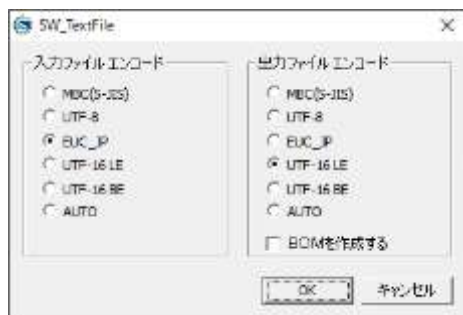 SW_TextFile
入力ファイル エンコード
MBC(S-JIS)
UTF-8
EUC_JP
UTF-16 LE
UTF-16 BE
AUTO
出力ファイル エンコード
MBC(S-JIS)
UTF-8
EUC_JP
UTF-16 LE
UTF-16 BE
AUTO
BOMを作成する
OK
キャンセル